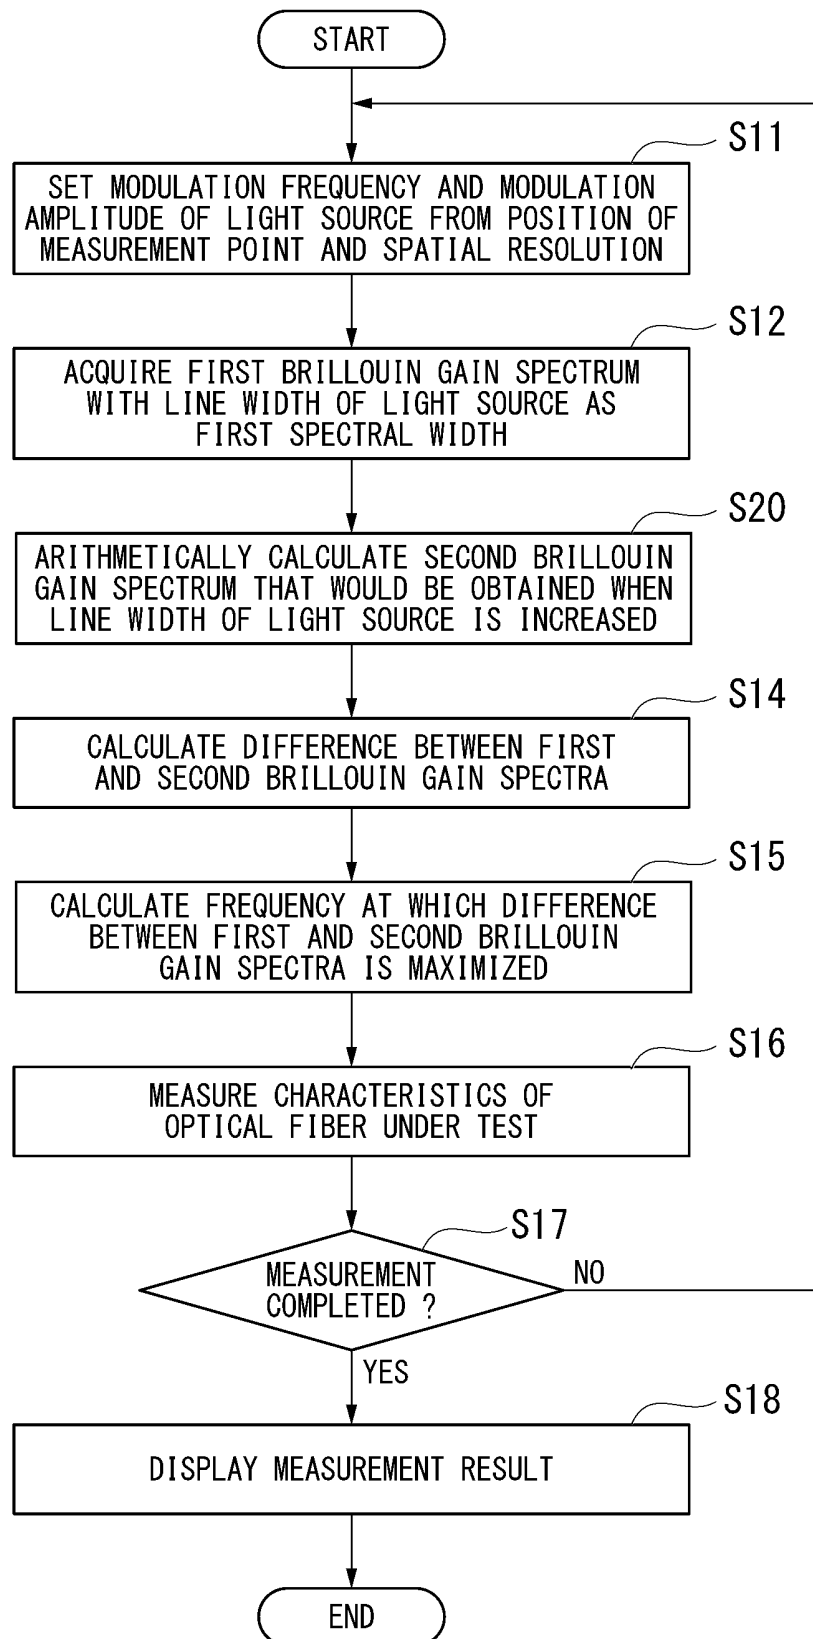 START
S11
SET MODULATION FREQUENCY AND MODULATION
AMPLITUDE OF LIGHT SOURCE FROM POSITION OF
MEASUREMENT POINT AND SPATIAL RESOLUTION
S12
ACQUIRE FIRST BRILLOUIN GAIN SPECTRUM
WITH LINE WIDTH OF LIGHT SOURCE AS
FIRST SPECTRAL WIDTH
S20
ARITHMETICALLY CALCULATE SECOND BRILLOUIN
GAIN SPECTRUM THAT WOULD BE OBTAINED WHEN
LINE WIDTH OF LIGHT SOURCE IS INCREASED
S14
CALCULATE DIFFERENCE BETWEEN FIRST
AND SECOND BRILLOUIN GAIN SPECTRA
S15
CALCULATE FREQUENCY AT WHICH DIFFERENCE
BETWEEN FIRST AND SECOND BRILLOUIN
GAIN SPECTRA IS MAXIMIZED
S16
MEASURE CHARACTERISTICS OF
OPTICAL FIBER UNDER TEST
S17
MEASUREMENT
COMPLETED ?
NO
YES
S18
DISPLAY MEASUREMENT RESULT
END